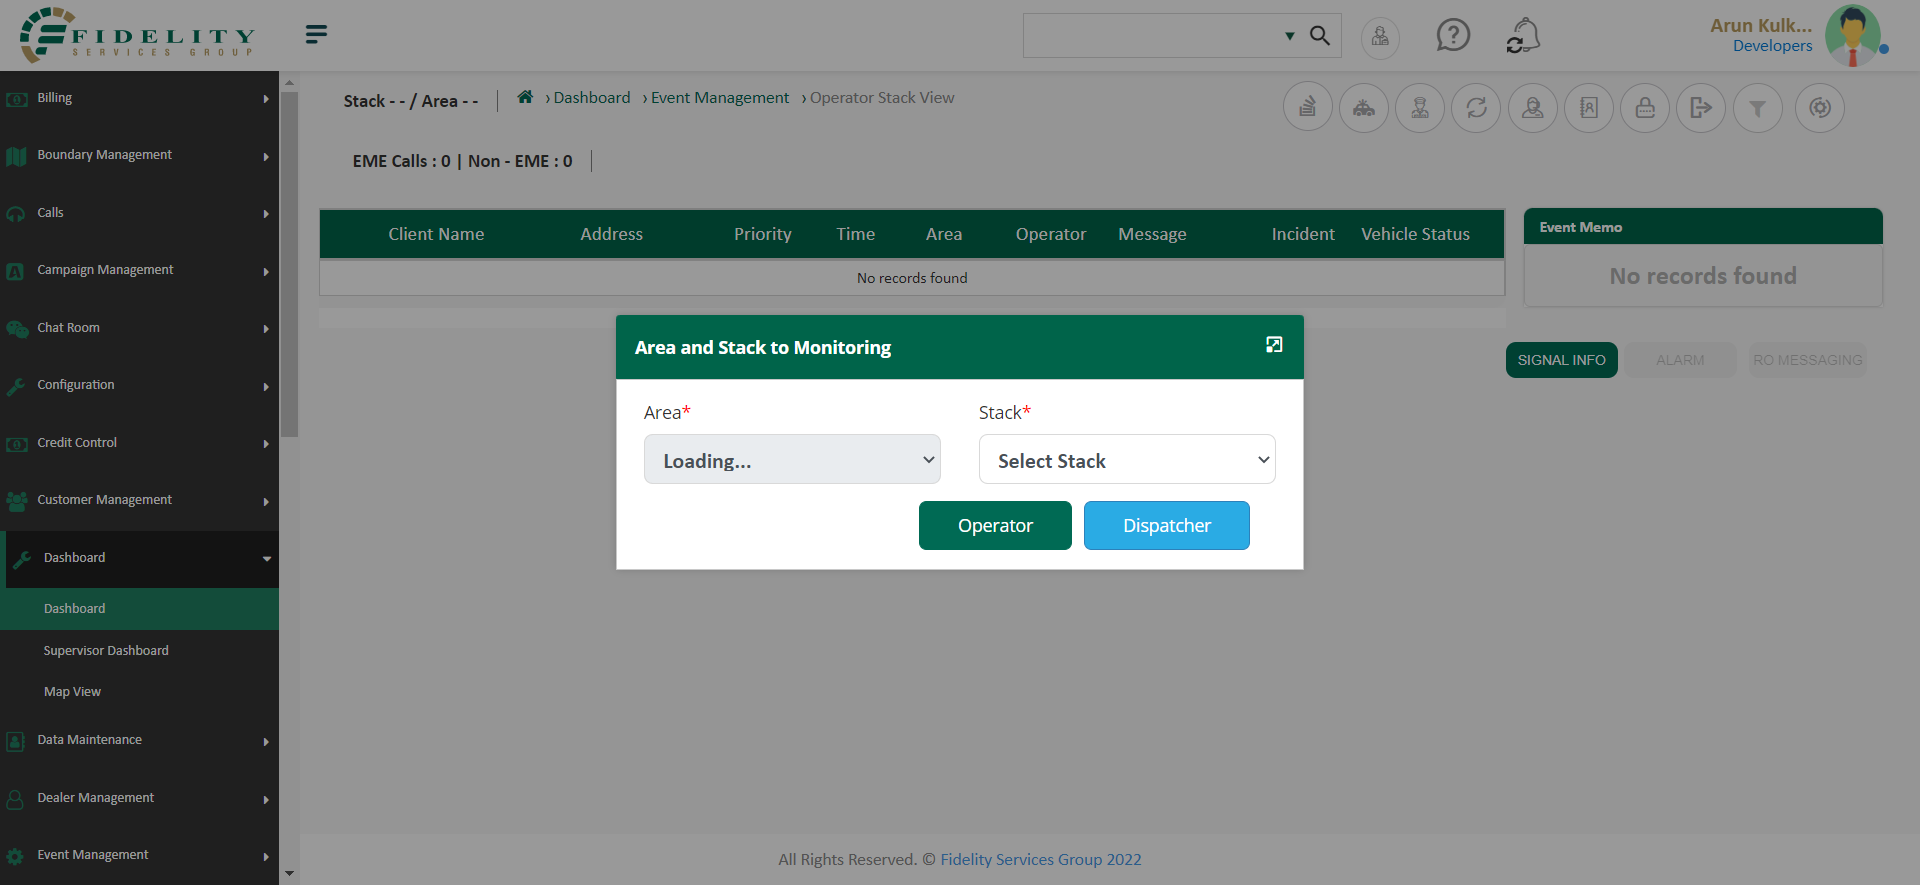 FIDELITY
SERVICES GROUP
Arun Kulk...
Developers
Billing
Boundary Management
Calls
Campaign Management
Chat Room
Configuration
Credit Control
Customer Management
Dashboard
Dashboard
Supervisor Dashboard
Map View
Data Maintenance
Dealer Management
Event Management
Stack - - / Area - -
› Dashboard › Event Management › Operator Stack View
EME Calls : 0 | Non - EME : 0
Client Name Address Priority Time Area Operator Message Incident Vehicle Status
No records found
Event Memo
No records found
SIGNAL INFO ALARM RO MESSAGING
Area and Stack to Monitoring
Area* Stack*
Loading... Select Stack
Operator Dispatcher
All Rights Reserved. © Fidelity Services Group 2022